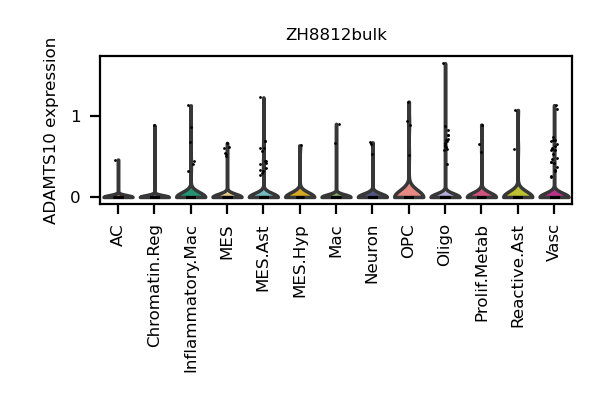 ZH8812bulk
ADAMTS10 expression
1
0
AC
Chromatin.Reg
Inflammatory.Mac
MES
MES.Ast
MES.Hyp
Mac
Neuron
OPC
Oligo
Prolif.Metab
Reactive.Ast
Vasc